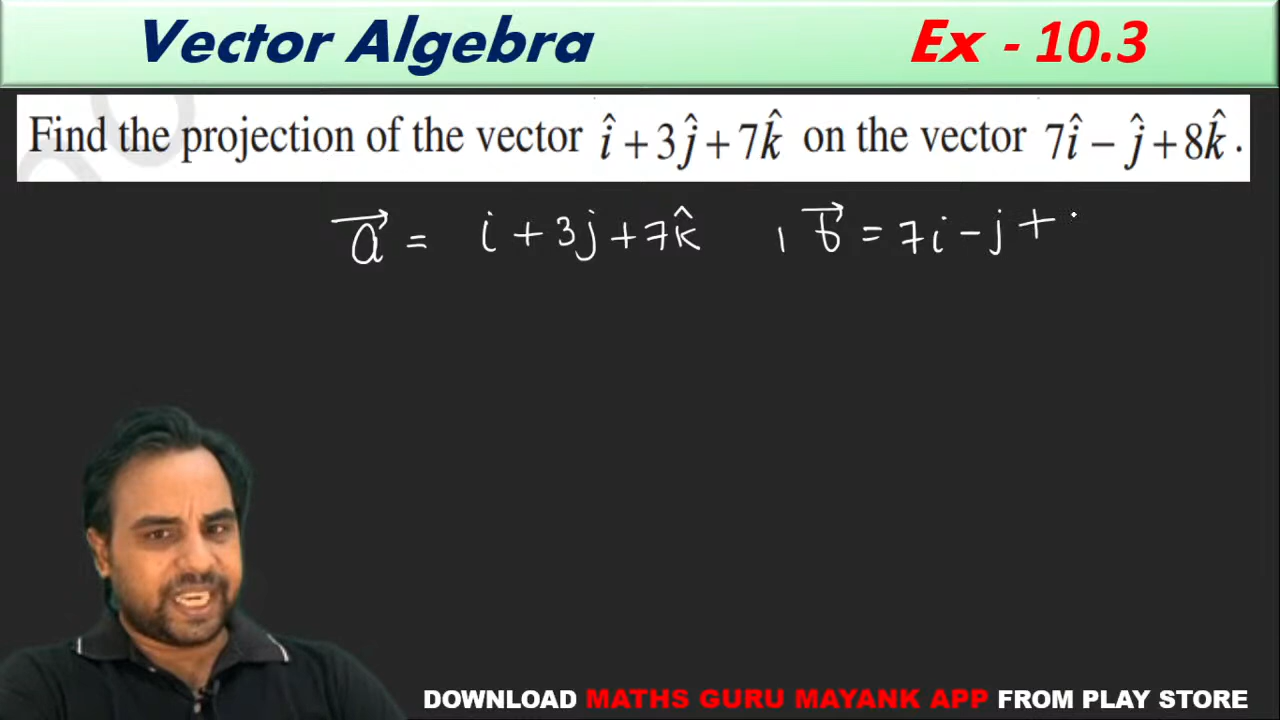 Vector Algebra Ex - 10.3
Find the projection of the vector î + 3ĵ + 7k̂ on the vector 7î − ĵ + 8k̂ .
a⃗ = i + 3j + 7k̂ , b⃗ = 7i − j +
DOWNLOAD MATHS GURU MAYANK APP FROM PLAY STORE